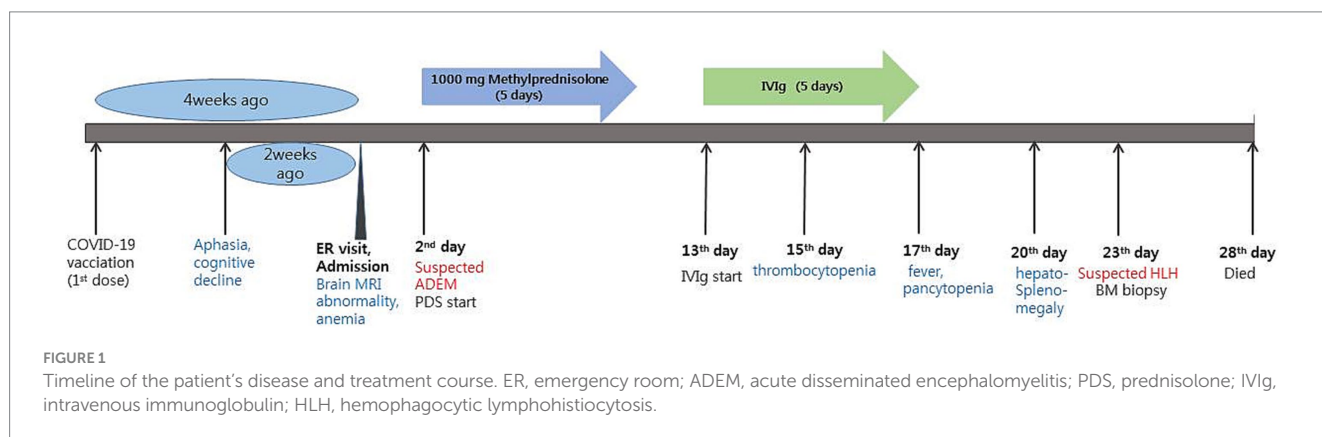 4weeks ago
1000 mg Methylprednisolone
(5 days)
IVIg (5 days)
2weeks
ago
COVID-19
vacciation
(1st dose)
Aphasia,
cognitive
decline
ER visit,
Admission
Brain MRI
abnormality,
anemia
2nd day
Suspected
ADEM
PDS start
13th day
IVIg start
15th day
thrombocytopenia
17th day
fever,
pancytopenia
20th day
hepato-
Spleno-
megaly
23th day
Suspected HLH
BM biopsy
28th day
Died
FIGURE 1
Timeline of the patient's disease and treatment course. ER, emergency room; ADEM, acute disseminated encephalomyelitis; PDS, prednisolone; IVIg,
intravenous immunoglobulin; HLH, hemophagocytic lymphohistiocytosis.